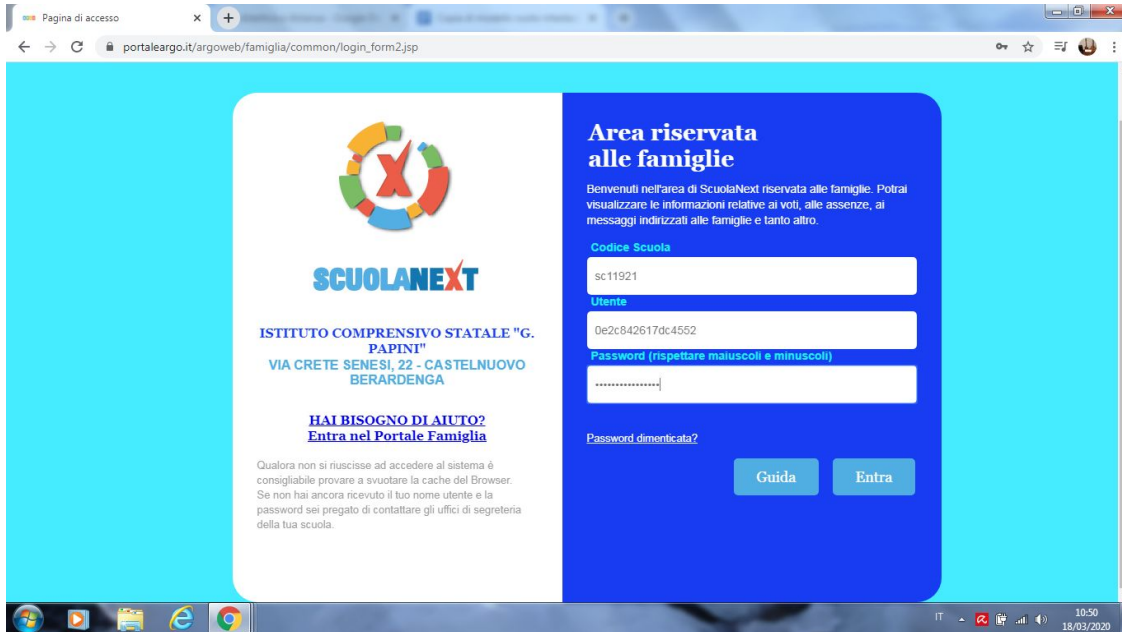 Pagina di accesso
portaleargo.it/argoweb/famiglia/common/login_form2.jsp
SCUOLANEXT
ISTITUTO COMPRENSIVO STATALE "G.
PAPINI"
VIA CRETE SENESI, 22 - CASTELNUOVO
BERARDENGA
HAI BISOGNO DI AIUTO?
Entra nel Portale Famiglia
Qualora non si riuscisse ad accedere al sistema è
consigliabile provare a svuotare la cache del Browser.
Se non hai ancora ricevuto il tuo nome utente e la
password sei pregato di contattare gli uffici di segreteria
della tua scuola.
Area riservata
alle famiglie
Benvenuti nell'area di ScuolaNext riservata alle famiglie. Potrai
visualizzare le informazioni relative ai voti, alle assenze, ai
messaggi indirizzati alle famiglie e tanto altro.
Codice Scuola
sc11921
Utente
0e2c842617dc4552
Password (rispettare maiuscoli e minuscoli)
••••••••••••••••
Password dimenticata?
Guida
Entra
IT
10:50
18/03/2020